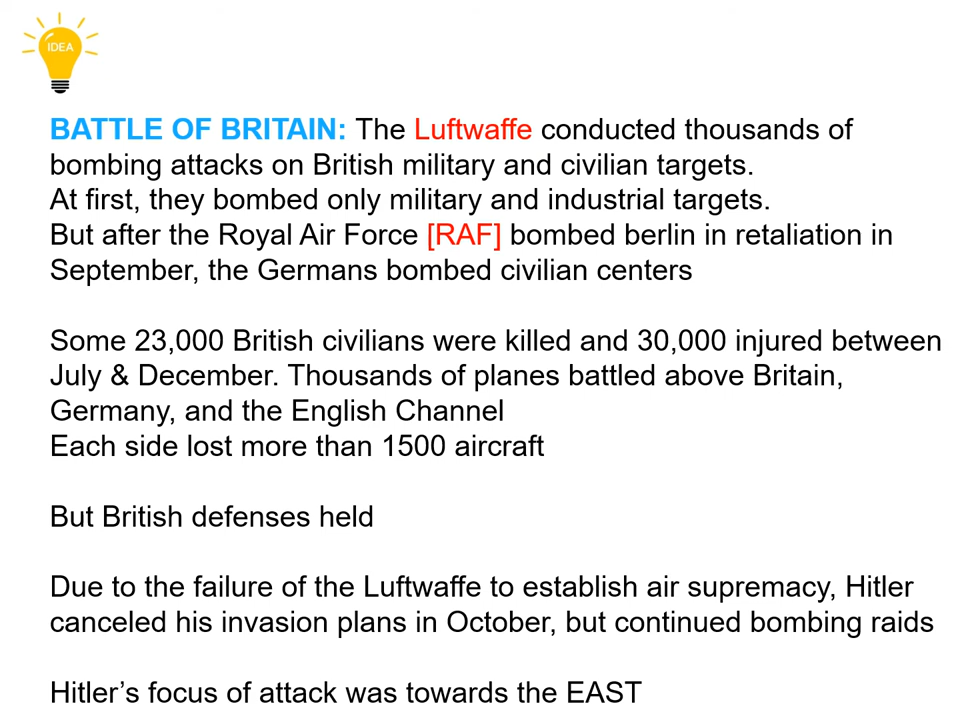 IDEA
BATTLE OF BRITAIN: The Luftwaffe conducted thousands of
bombing attacks on British military and civilian targets.
At first, they bombed only military and industrial targets.
But after the Royal Air Force [RAF] bombed berlin in retaliation in
September, the Germans bombed civilian centers
Some 23,000 British civilians were killed and 30,000 injured between
July & December. Thousands of planes battled above Britain,
Germany, and the English Channel
Each side lost more than 1500 aircraft
But British defenses held
Due to the failure of the Luftwaffe to establish air supremacy, Hitler
canceled his invasion plans in October, but continued bombing raids
Hitler’s focus of attack was towards the EAST